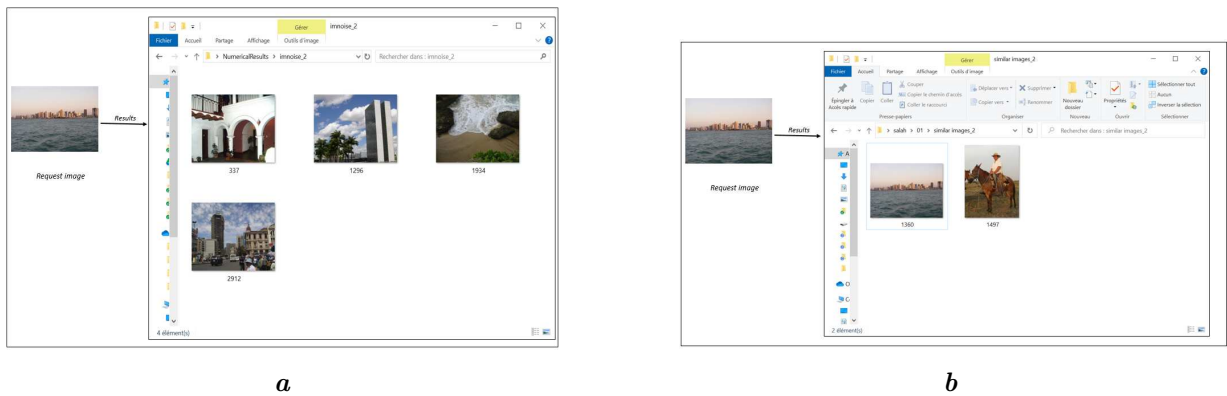 Gérer
imnoise_2
Fichier
Accueil
Partage
Affichage
Outils d'image
NumericalResults > imnoise_2
Rechercher dans : imnoise_2
Results
Request image
337
1296
1934
2912
4 élément(s)
a
Gérer
similar images_2
Fichier
Accueil
Partage
Affichage
Outils d'image
Épingler à
Accès rapide
Copier
Coller
Couper
Copier le chemin d'accès
Coller le raccourci
Presse-papiers
Déplacer vers
Copier vers
Supprimer
Renommer
Organiser
Nouveau
dossier
Nouveau
Propriétés
Ouvrir
Sélectionner tout
Aucun
Inverser la sélection
Sélectionner
salah > 01 > similar images_2
Rechercher dans : similar images_2
Results
Request image
A
O
C
1360
1497
2 élément(s)
b